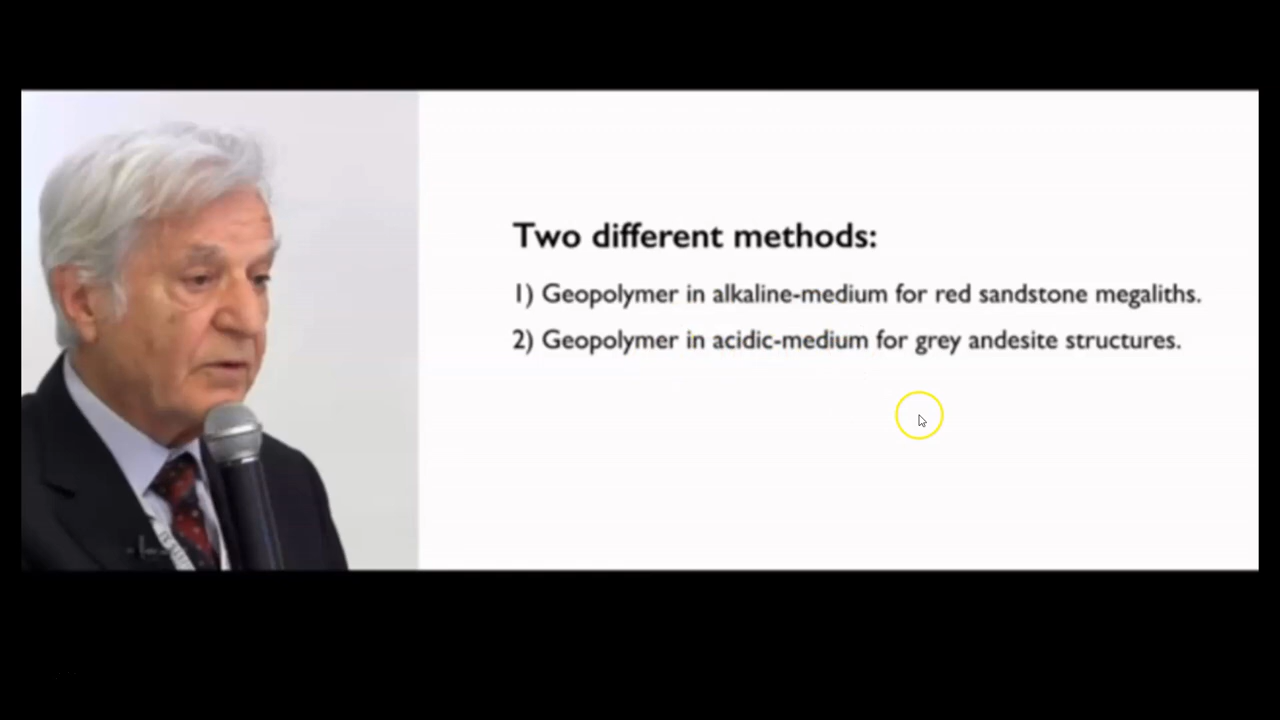 Two different methods:
1) Geopolymer in alkaline-medium for red sandstone megaliths.
2) Geopolymer in acidic-medium for grey andesite structures.